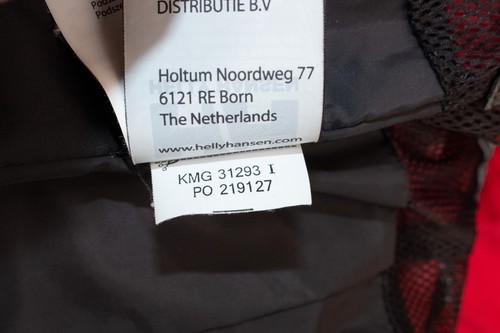 DISTRIBUTIE B.V
Holtum Noordweg 77
6121 RE Born
The Netherlands
www.hellyhansen.com
KMG 31293 I
PO 219127